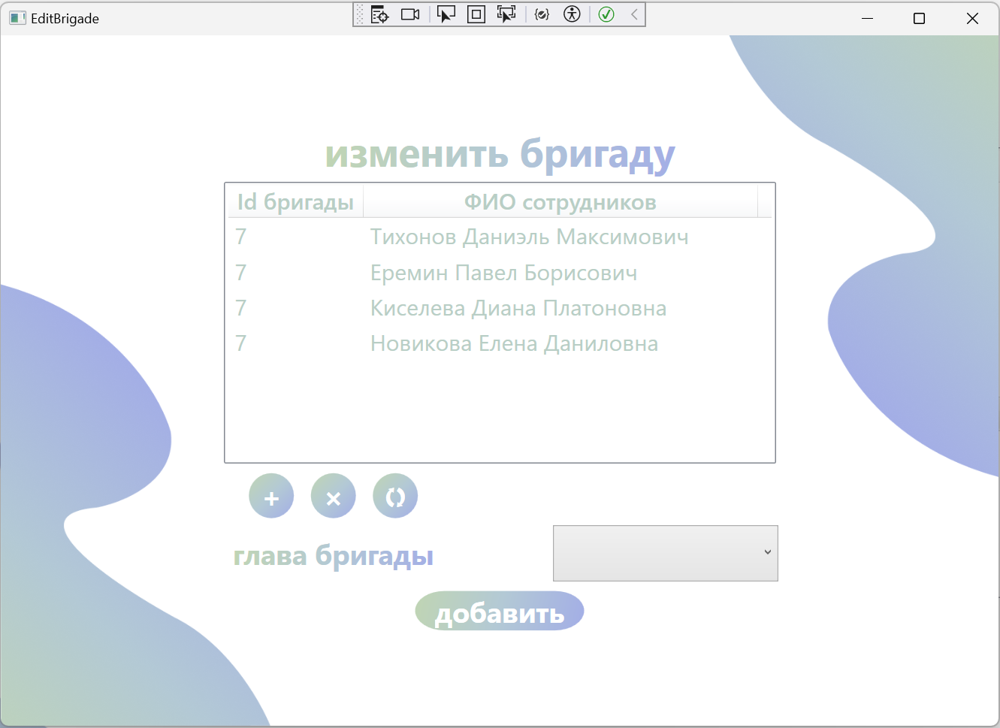 EditBrigade
изменить бригаду
Id бригады ФИО сотрудников
7 Тихонов Даниэль Максимович
7 Еремин Павел Борисович
7 Киселева Диана Платоновна
7 Новикова Елена Даниловна
глава бригады
добавить